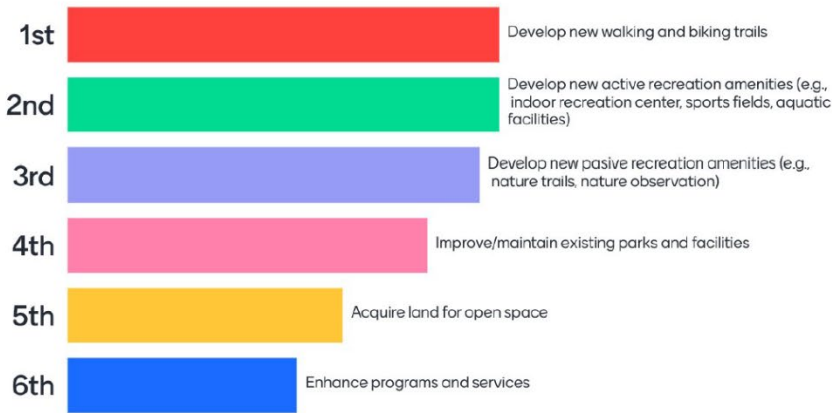 1st
Develop new walking and biking trails
2nd
Develop new active recreation amenities (e.g.,
indoor recreation center, sports fields, aquatic
facilities)
3rd
Develop new pasive recreation amenities (e.g.,
nature trails, nature observation)
4th
Improve/maintain existing parks and facilities
5th
Acquire land for open space
6th
Enhance programs and services